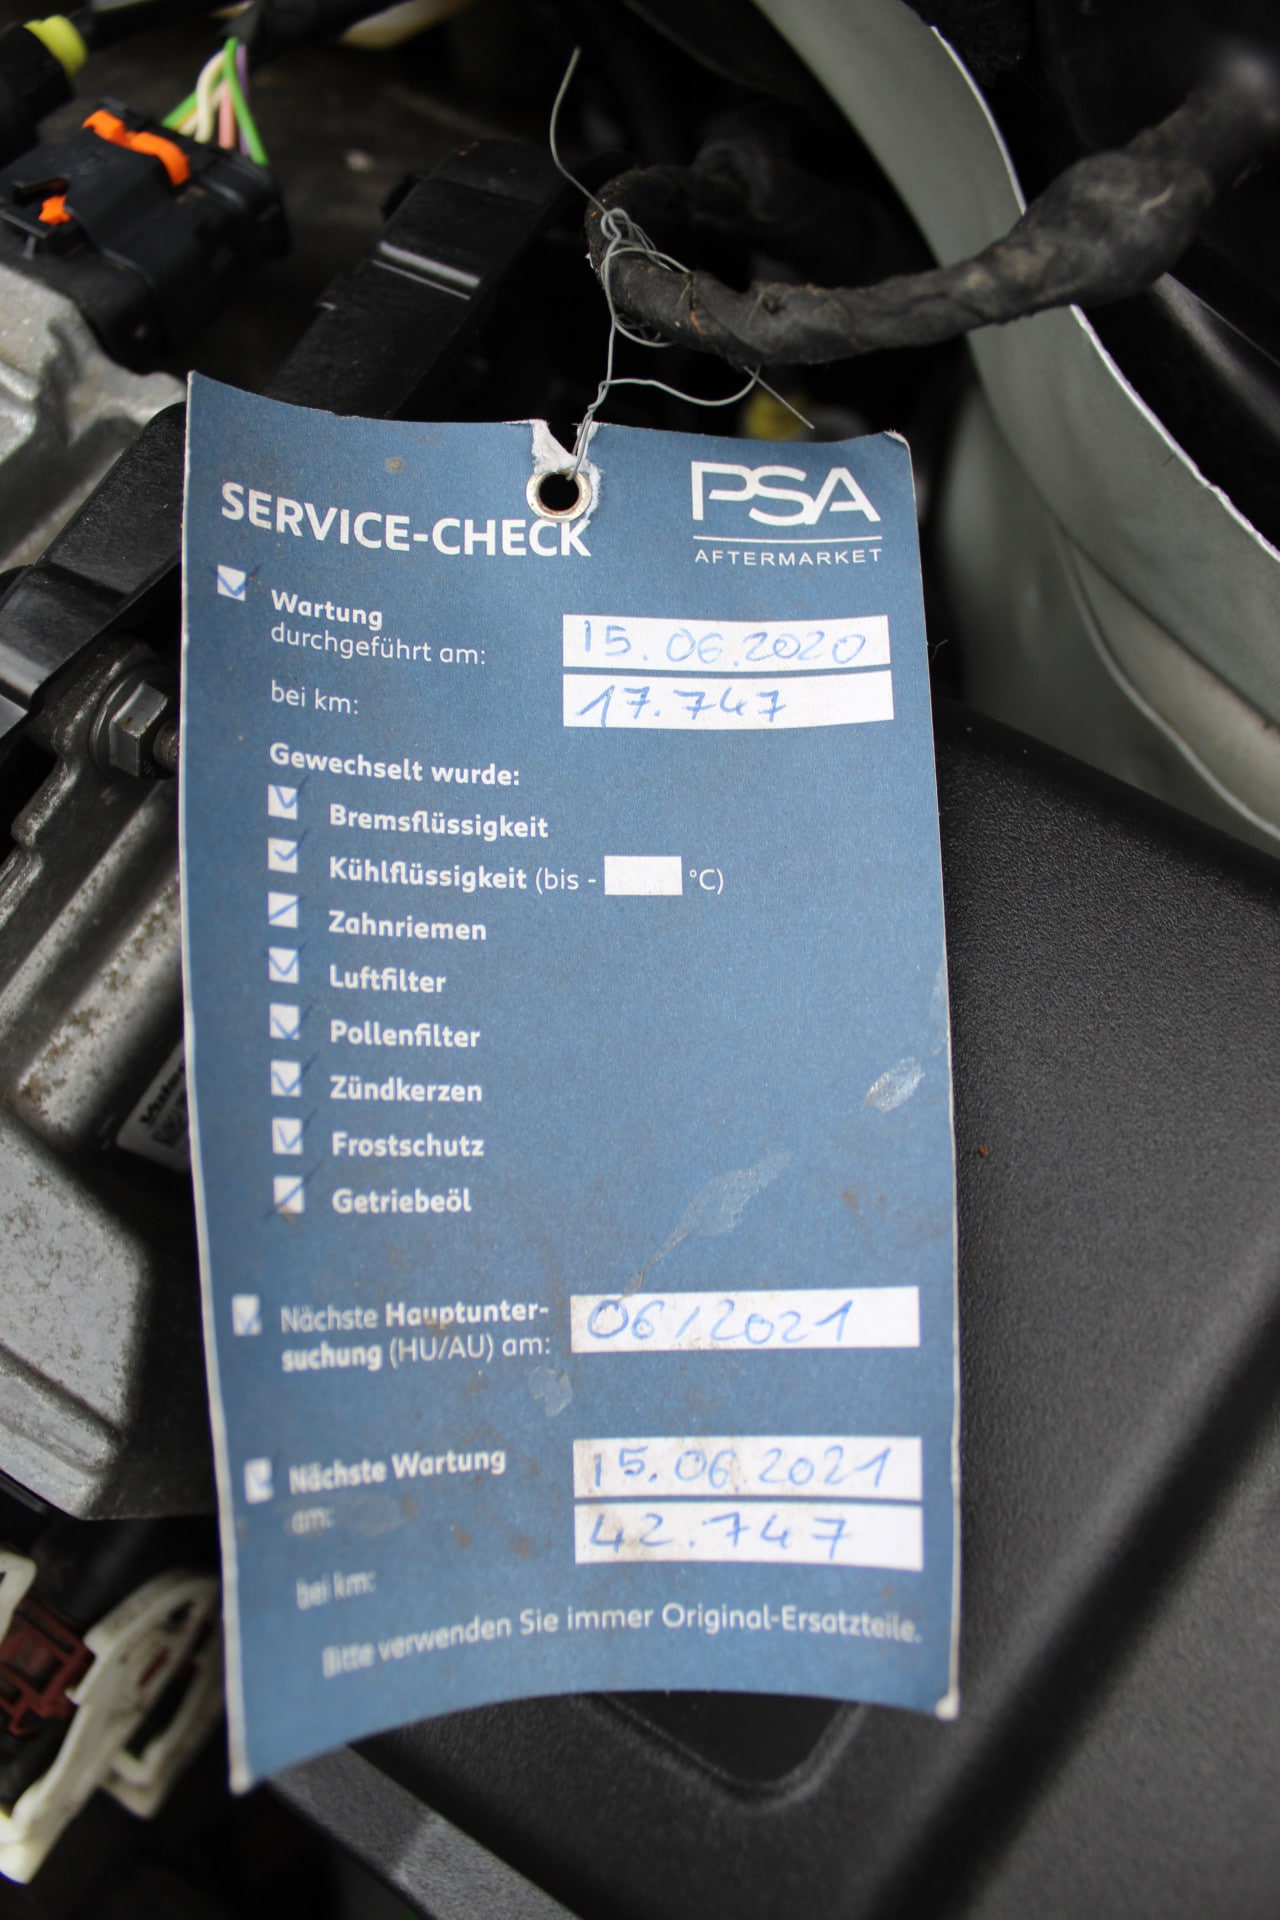 SERVICE-CHECK
PSA
AFTERMARKET
Wartung
durchgeführt am: 15.06.2020
bei km: 17.747
Gewechselt wurde:
Bremsflüssigkeit
Kühlflüssigkeit (bis - °C)
Zahnriemen
Luftfilter
Pollenfilter
Zündkerzen
Frostschutz
Getriebeöl
Nächste Hauptunter- 06/2021
suchung (HU/AU) am:
Nächste Wartung
am: 15.06.2021
bei km: 42.747
Bitte verwenden Sie immer Original-Ersatzteile.